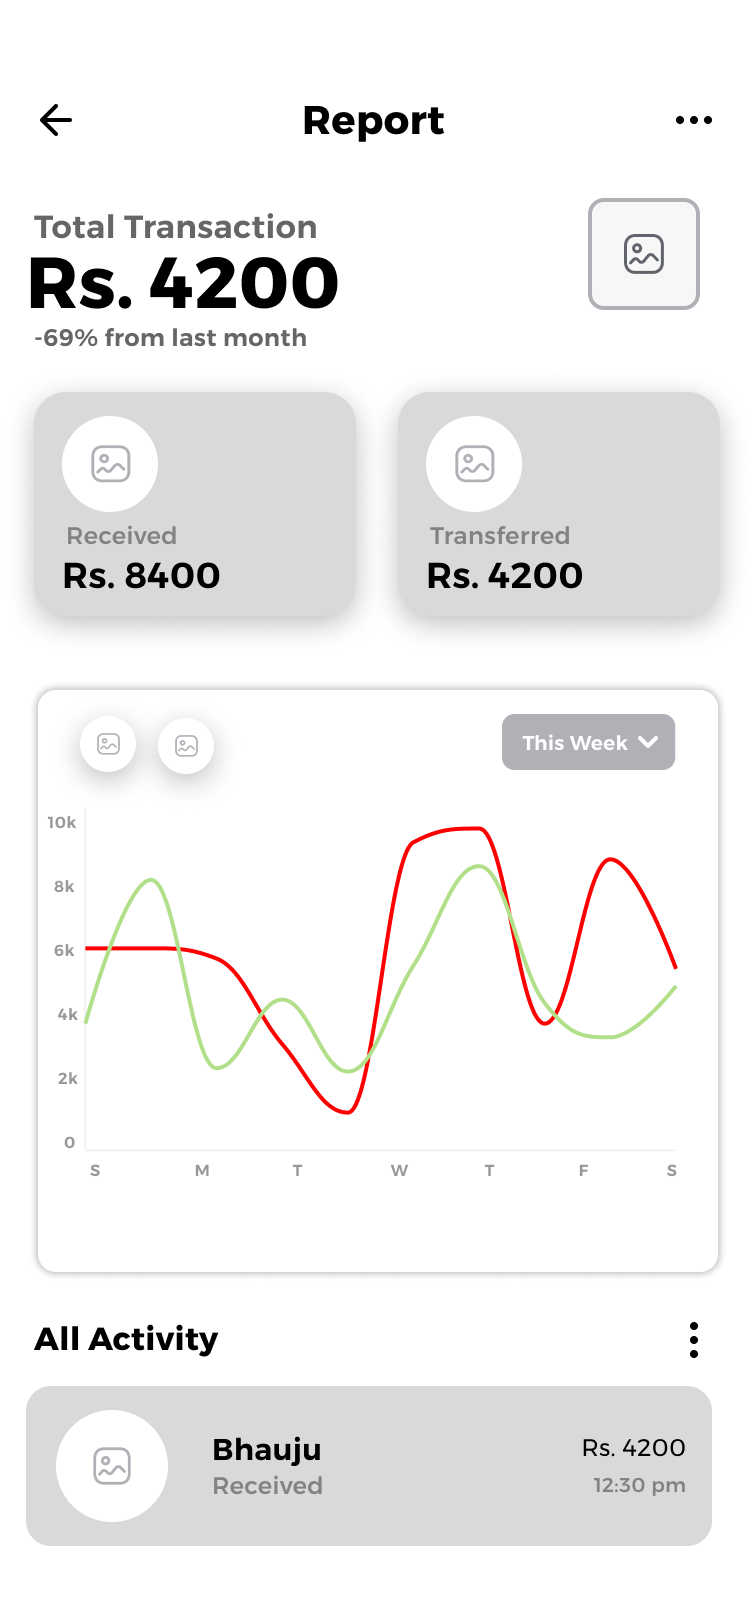 Report
Total Transaction
Rs. 4200
-69% from last month
Received
Rs. 8400
Transferred
Rs. 4200
This Week
10k
8k
6k
4k
2k
0
S M T W T F S
All Activity
Bhauju
Rs. 4200
Received
12:30 pm